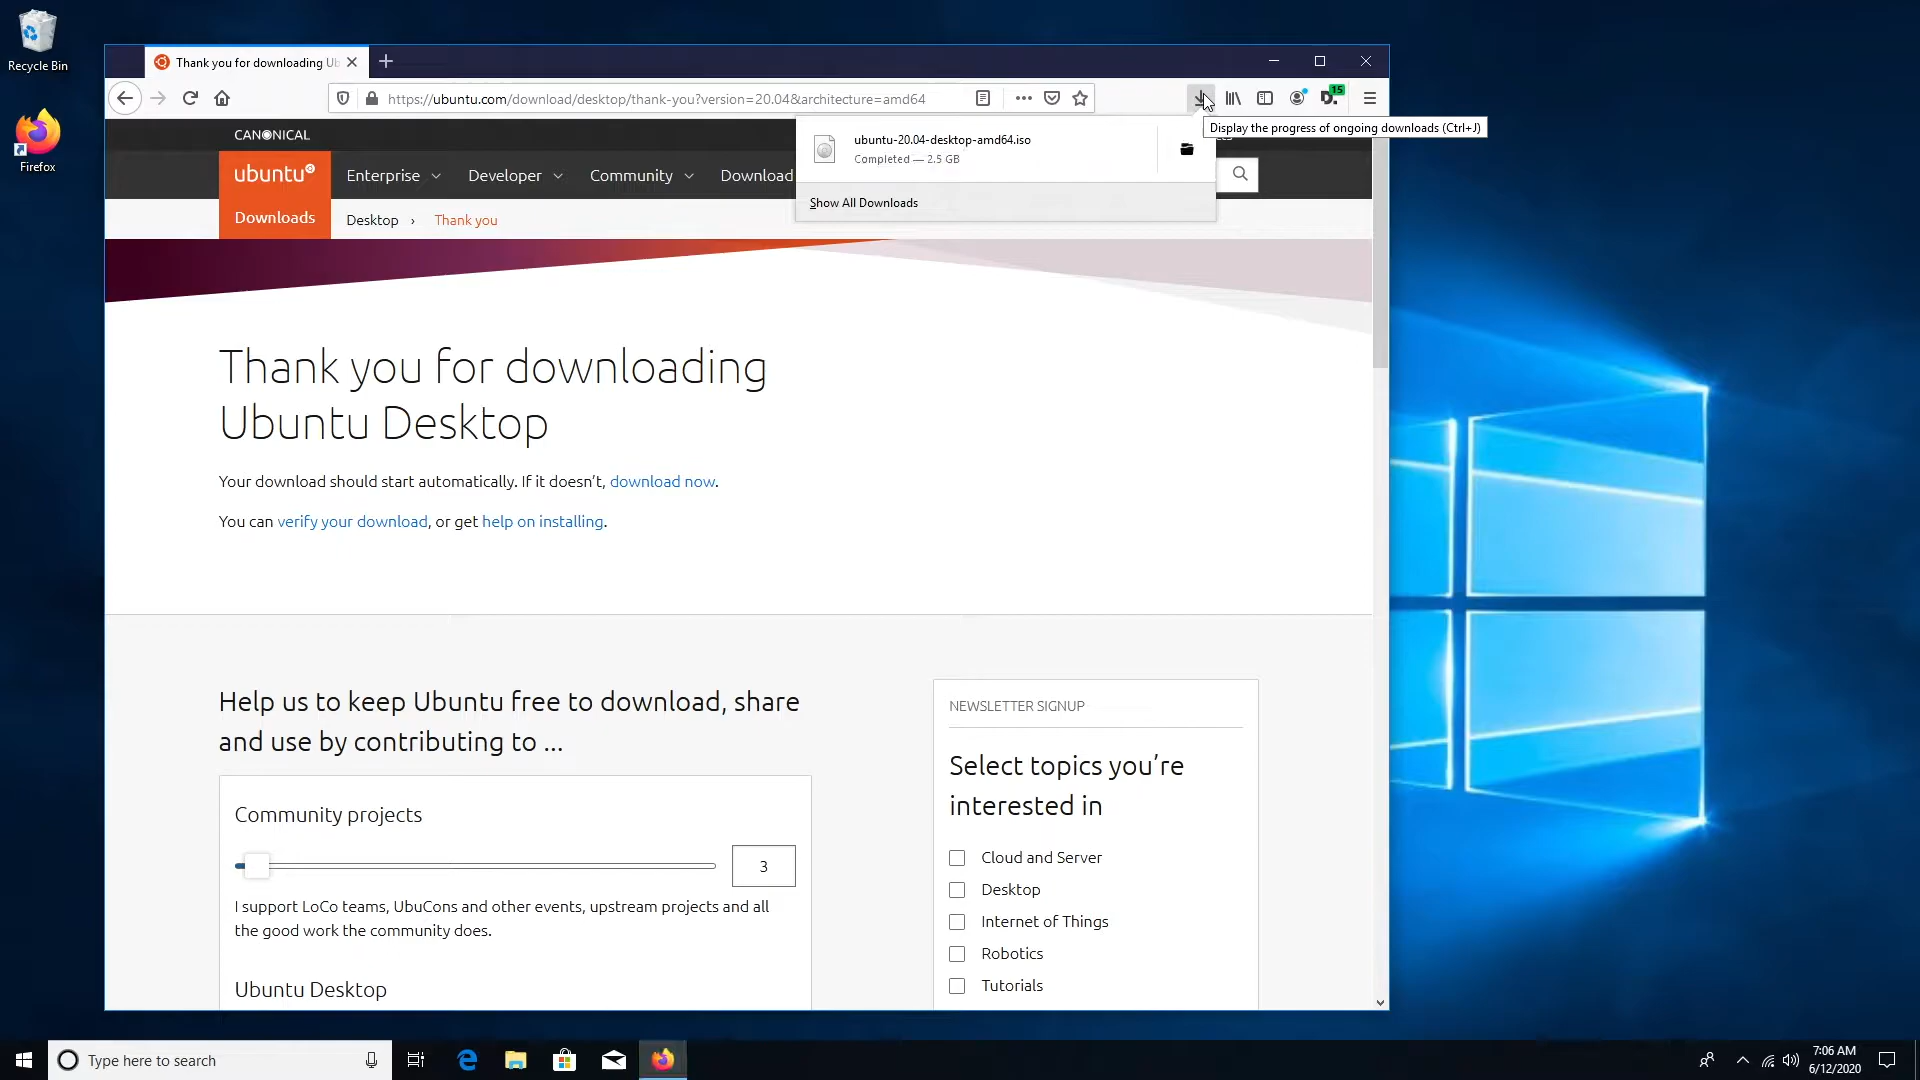 Recycle Bin
Firefox
Thank you for downloading Ub
https://ubuntu.com/download/desktop/thank-you?version=20.04&architecture=amd64
15
Display the progress of ongoing downloads (Ctrl+J)
CANONICAL
ubuntu-20.04-desktop-amd64.iso
Completed — 2.5 GB
Show All Downloads
ubuntu
Enterprise
Developer
Community
Download
Downloads
Desktop › Thank you
Thank you for downloading
Ubuntu Desktop
Your download should start automatically. If it doesn’t, download now.
You can verify your download, or get help on installing.
Help us to keep Ubuntu free to download, share
and use by contributing to ...
Community projects
3
I support LoCo teams, UbuCons and other events, upstream projects and all
the good work the community does.
Ubuntu Desktop
NEWSLETTER SIGNUP
Select topics you’re
interested in
Cloud and Server
Desktop
Internet of Things
Robotics
Tutorials
Type here to search
7:06 AM
6/12/2020